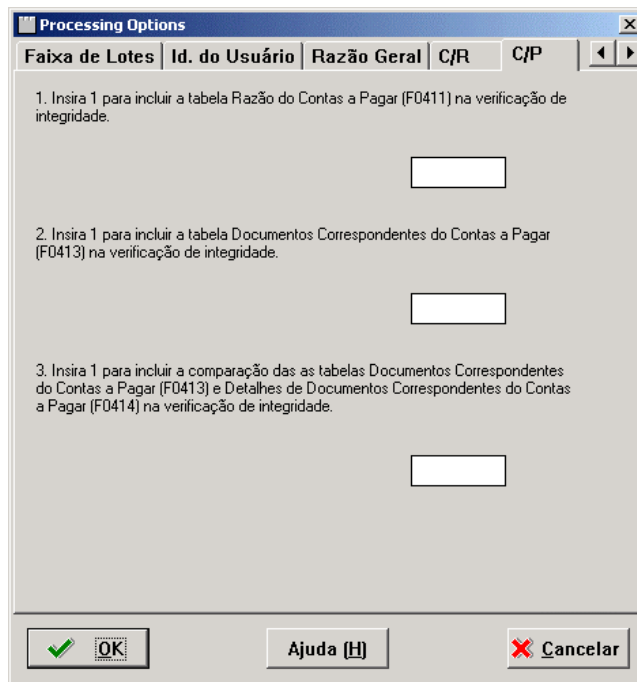 Processing Options
Faixa de Lotes Id. do Usuário Razão Geral C/R C/P
1. Insira 1 para incluir a tabela Razão do Contas a Pagar (F0411) na verificação de
integridade.
2. Insira 1 para incluir a tabela Documentos Correspondentes do Contas a Pagar
(F0413) na verificação de integridade.
3. Insira 1 para incluir a comparação das as tabelas Documentos Correspondentes
do Contas a Pagar (F0413) e Detalhes de Documentos Correspondentes do Contas
a Pagar (F0414) na verificação de integridade.
OK Ajuda (H) Cancelar